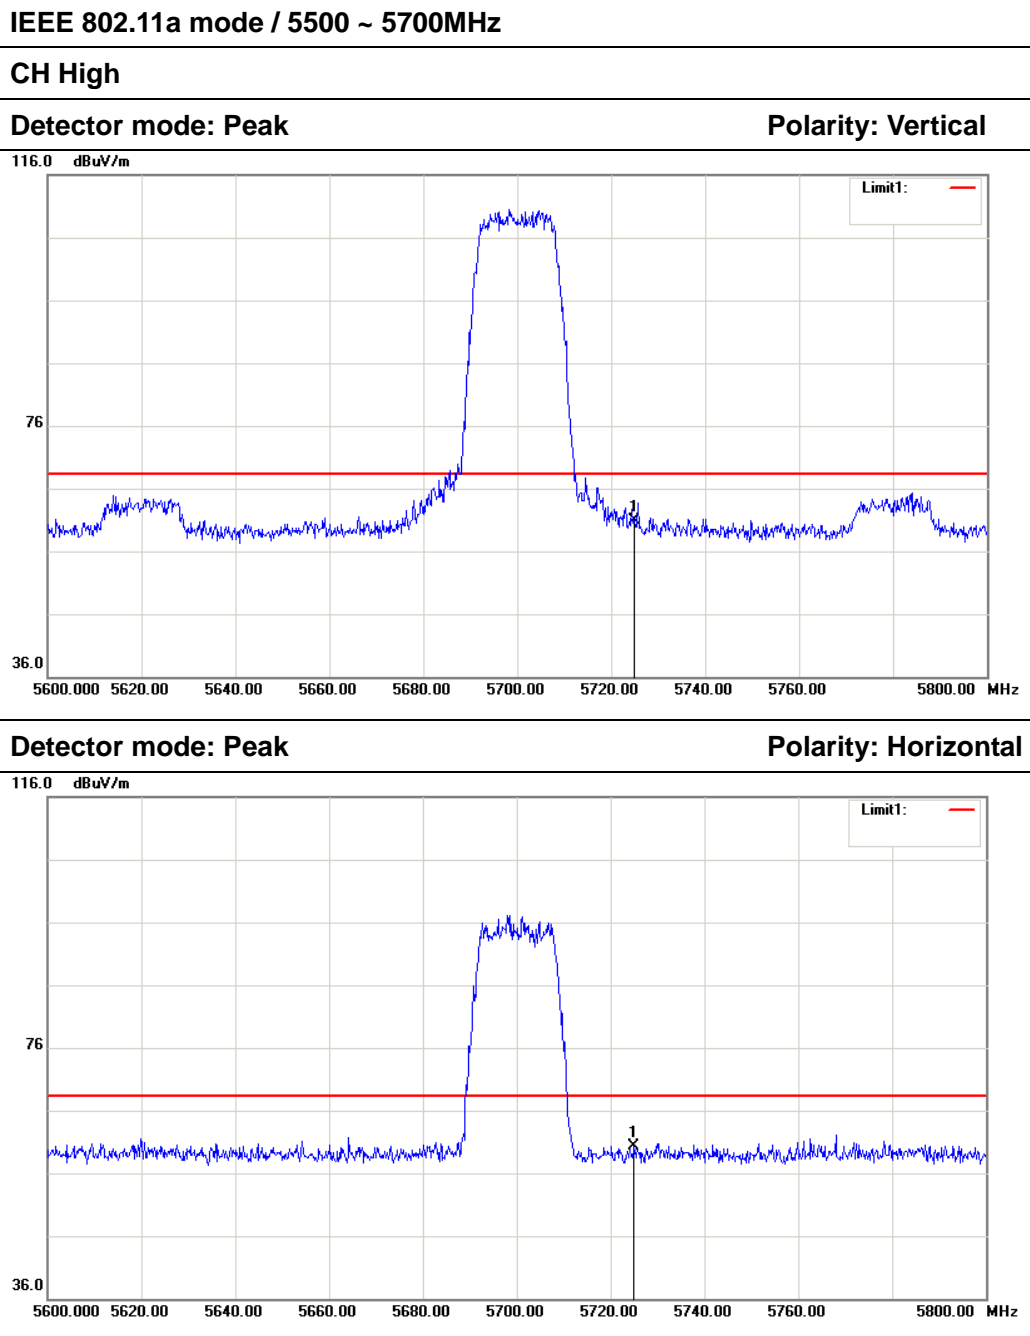 IEEE 802.11a mode / 5500 ~ 5700MHz
CH High
Detector mode: Peak Polarity: Vertical
116.0 dBuV/m
Limit1:
76
1
36.0
5600.000 5620.00 5640.00 5660.00 5680.00 5700.00 5720.00 5740.00 5760.00 5800.00 MHz
Detector mode: Peak Polarity: Horizontal
116.0 dBuV/m
Limit1:
76
1
36.0
5600.000 5620.00 5640.00 5660.00 5680.00 5700.00 5720.00 5740.00 5760.00 5800.00 MHz